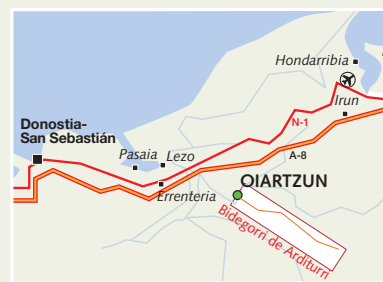 Hondarribia
Irun
N-1
Donostia-
San Sebastián
Pasaia
Lezo
A-8
Errenteria
OIARTZUN
Bidegorri de Arditurri